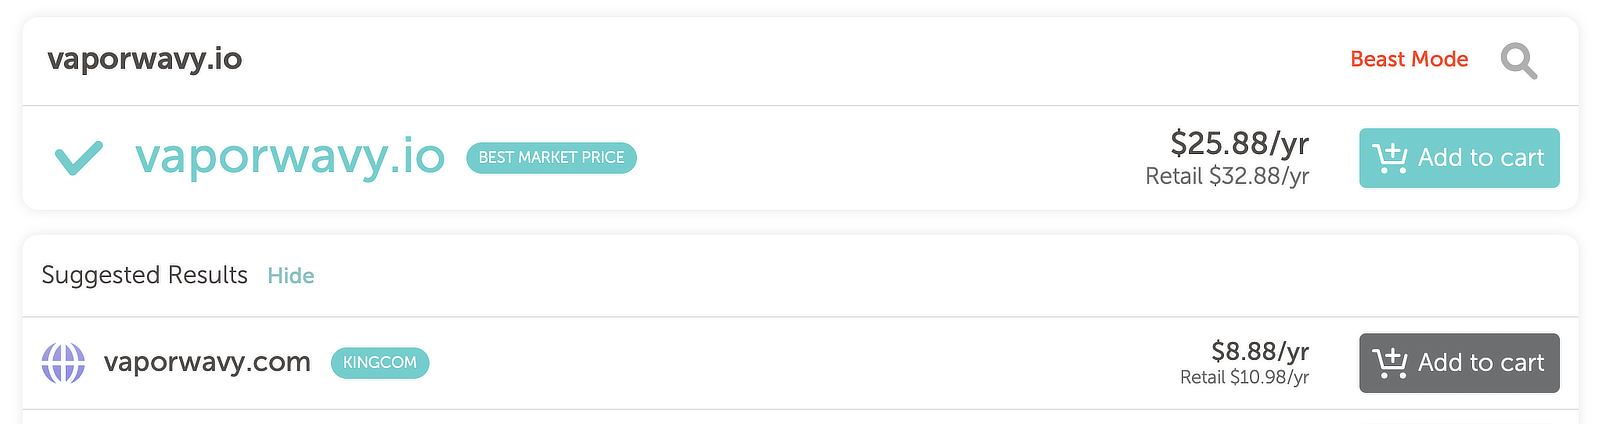 vaporwavy.io
Beast Mode
vaporwavy.io BEST MARKET PRICE $25.88/yr Add to cart
Retail $32.88/yr
Suggested Results Hide
vaporwavy.com KINGCOM $8.88/yr Add to cart
Retail $10.98/yr